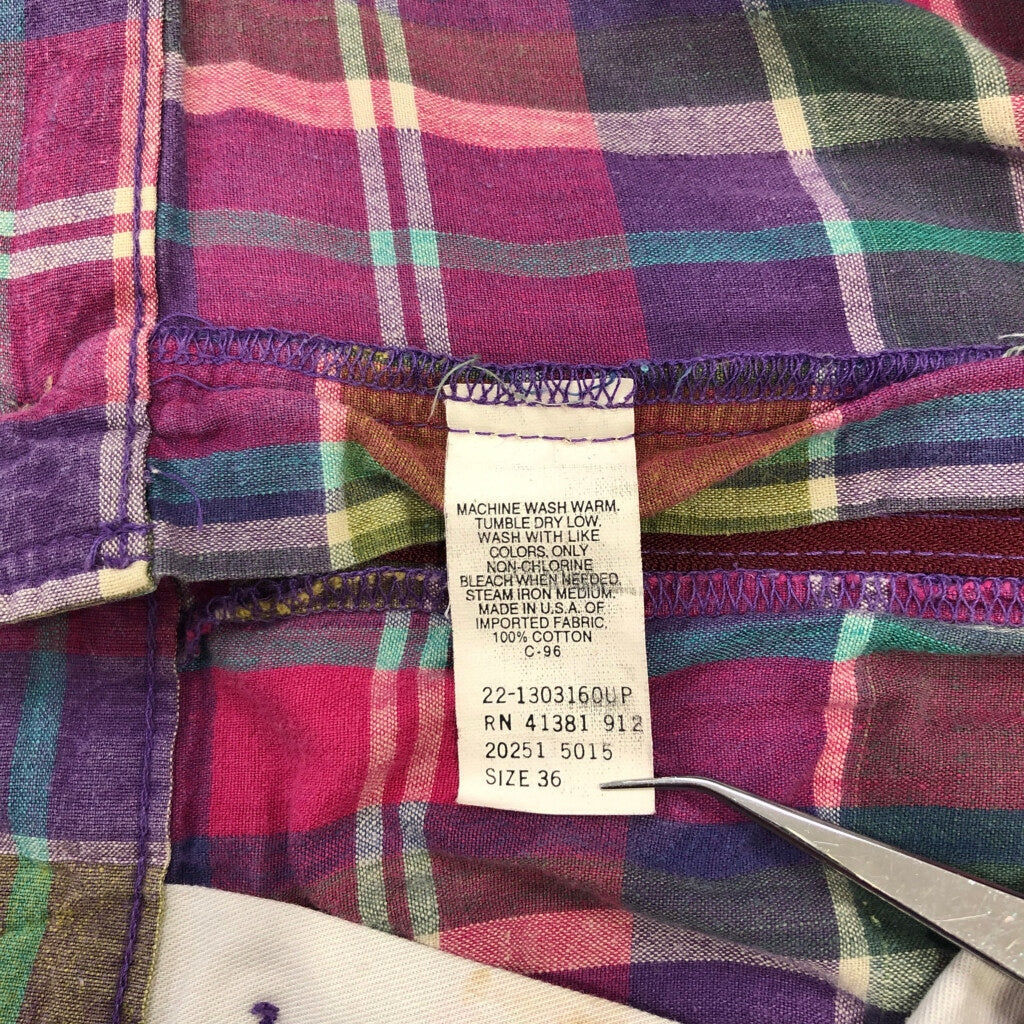 MACHINE WASH WARM.
TUMBLE DRY LOW.
WASH WITH LIKE
COLORS, ONLY
NON-CHLORINE
BLEACH WHEN NEEDED.
STEAM IRON MEDIUM.
MADE IN U.S.A. OF
IMPORTED FABRIC,
100% COTTON
C-96
22-1303160UP
RN 41381 912
20251 5015
SIZE 36